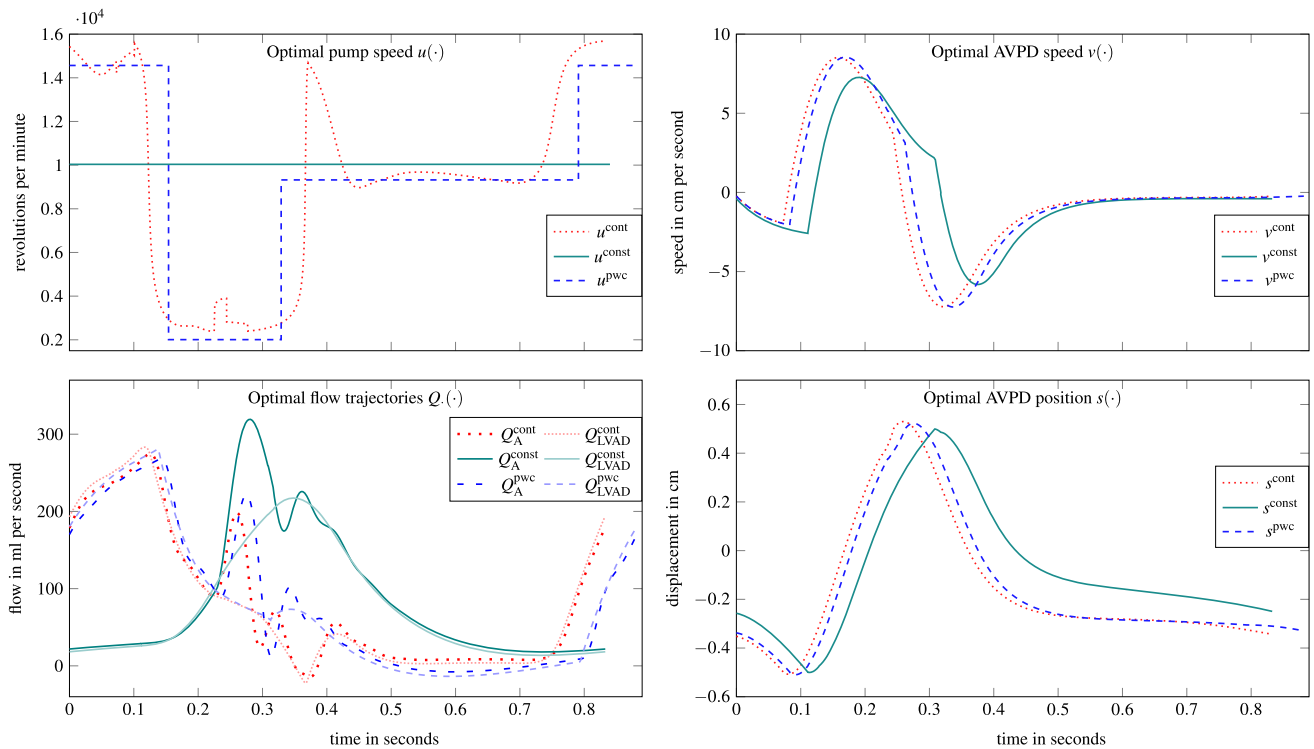 ·10⁴
Optimal pump speed u(·)
revolutions per minute
1.6
1.4
1.2
1
0.8
0.6
0.4
0.2
u^cont
u^const
u^pwc
Optimal AVPD speed v(·)
speed in cm per second
10
5
0
−5
−10
v^cont
v^const
v^pwc
Optimal flow trajectories Q.(·)
flow in ml per second
300
200
100
0
Q_A^cont Q_LVAD^cont
Q_A^const Q_LVAD^const
Q_A^pwc Q_LVAD^pwc
0 0.1 0.2 0.3 0.4 0.5 0.6 0.7 0.8
time in seconds
Optimal AVPD position s(·)
displacement in cm
0.6
0.4
0.2
0
−0.2
−0.4
−0.6
s^cont
s^const
s^pwc
0 0.1 0.2 0.3 0.4 0.5 0.6 0.7 0.8
time in seconds